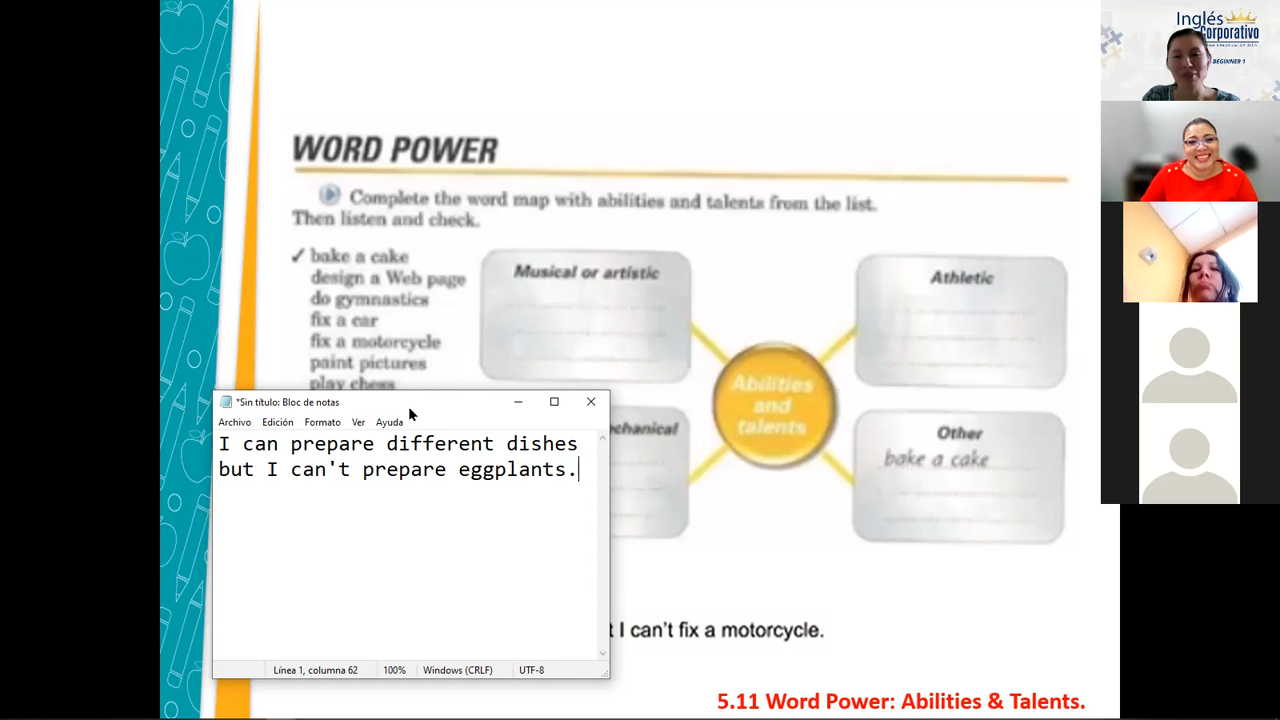 WORD POWER
Complete the word map with abilities and talents from the list.
Then listen and check.
✓ bake a cake
design a Web page
do gymnastics
fix a car
fix a motorcycle
paint pictures
play chess
Musical or artistic
Athletic
Abilities
and
talents
Other
bake a cake
*Sin título: Bloc de notas
Archivo Edición Formato Ver Ayuda
I can prepare different dishes
but I can't prepare eggplants.
Línea 1, columna 62 100% Windows (CRLF) UTF-8
I can't fix a motorcycle.
5.11 Word Power: Abilities & Talents.
Inglés
Corporativo
BEGINNER 1